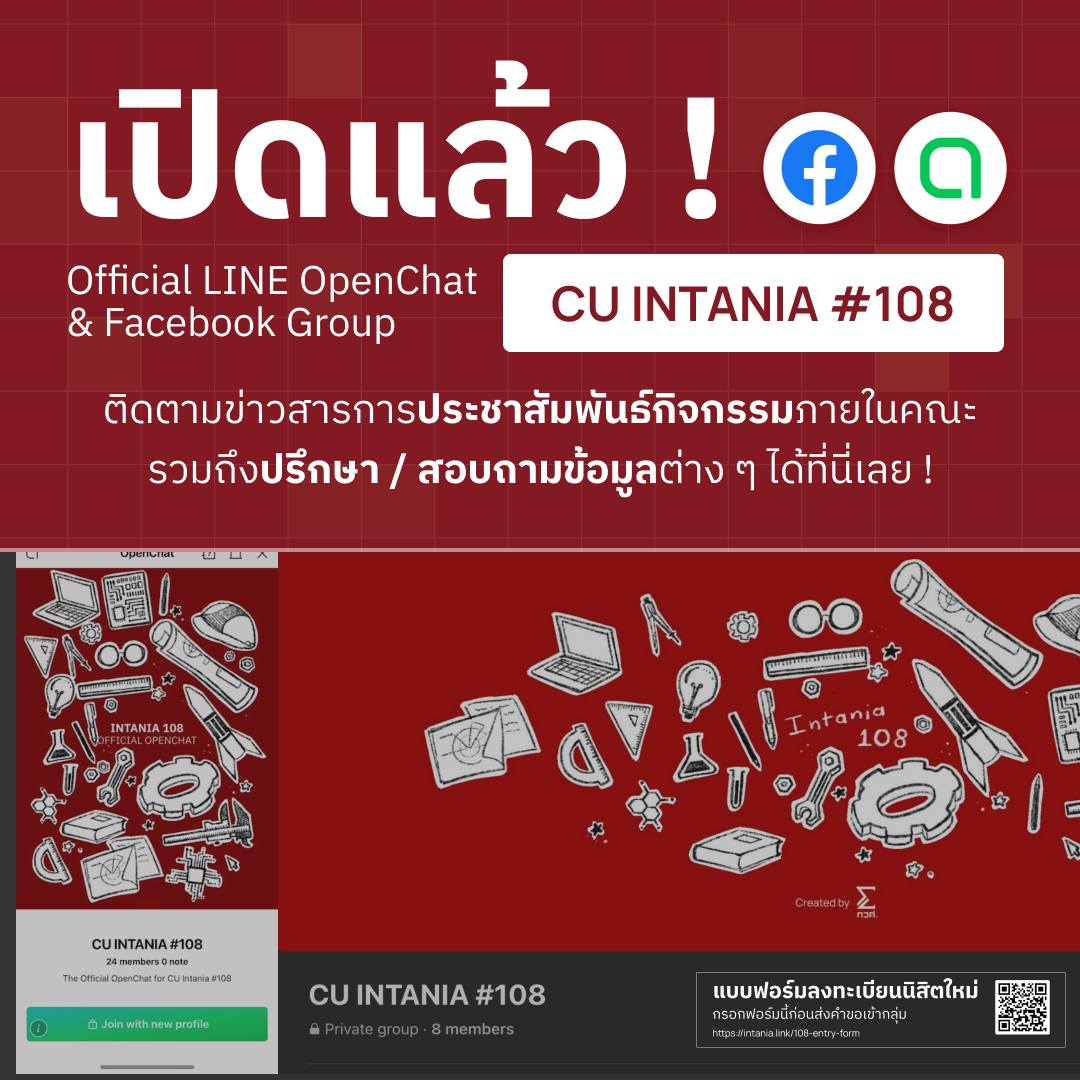 เปิดแล้ว !
Official LINE OpenChat
& Facebook Group
CU INTANIA #108
ติดตามข่าวสารการประชาสัมพันธ์กิจกรรมภายในคณะ
รวมถึงปรึกษา / สอบถามข้อมูลต่าง ๆ ได้ที่นี่เลย !
OpenChat
INTANIA 108
OFFICIAL OPENCHAT
CU INTANIA #108
24 members 0 note
The Official OpenChat for CU Intania #108
Join with new profile
Intania
108
Created by
กวศ.
CU INTANIA #108
Private group · 8 members
แบบฟอร์มลงทะเบียนนิสิตใหม่
กรอกฟอร์มนี้ก่อนส่งคำขอเข้ากลุ่ม
https://intania.link/108-entry-form